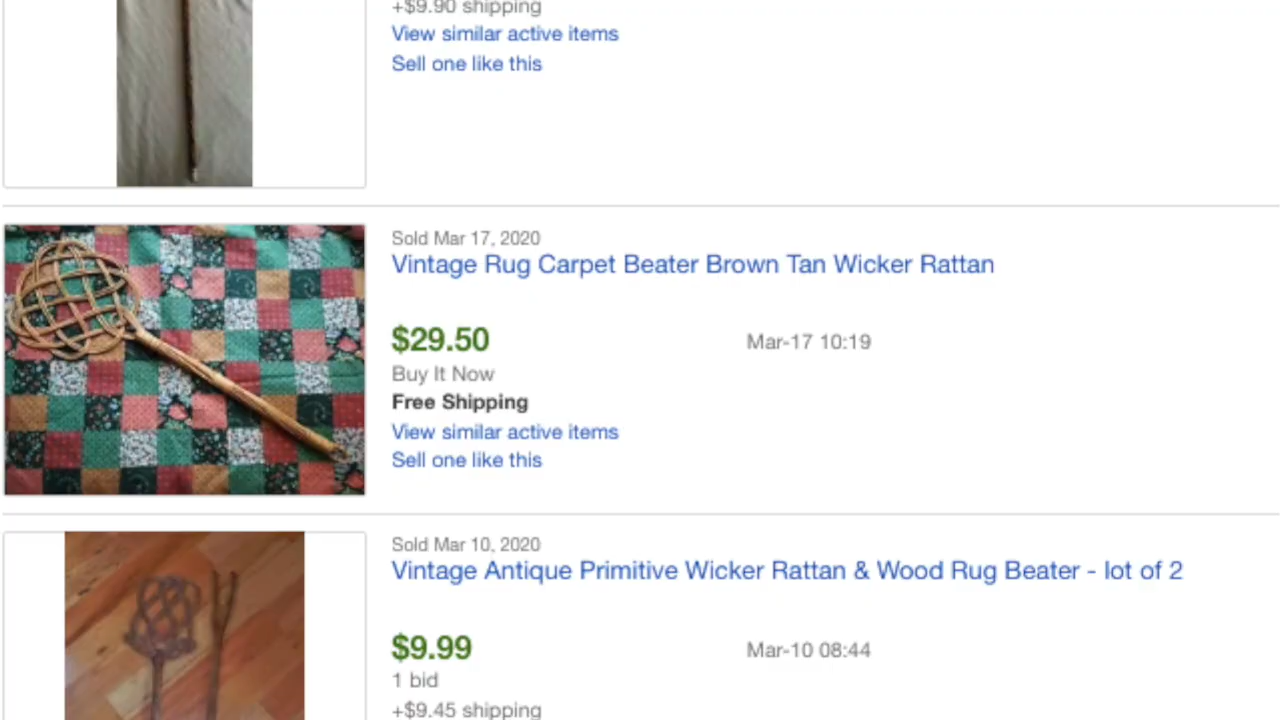 +$9.90 shipping
View similar active items
Sell one like this
Sold Mar 17, 2020
Vintage Rug Carpet Beater Brown Tan Wicker Rattan
$29.50
Mar-17 10:19
Buy It Now
Free Shipping
View similar active items
Sell one like this
Sold Mar 10, 2020
Vintage Antique Primitive Wicker Rattan & Wood Rug Beater - lot of 2
$9.99
Mar-10 08:44
1 bid
+$9.45 shipping